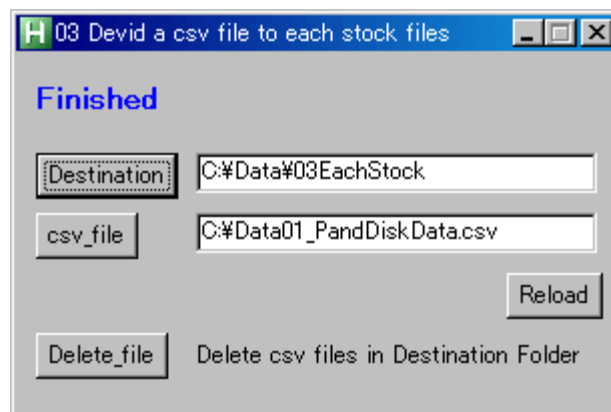 03 Devid a csv file to each stock files
Finished
Destination C:¥Data¥03EachStock
csv_file C:¥Data01_PandDiskData.csv
Reload
Delete_file Delete csv files in Destination Folder